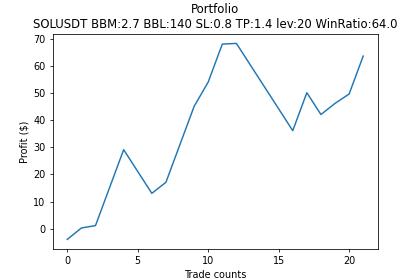 Portfolio
SOLUSDT BBM:2.7 BBL:140 SL:0.8 TP:1.4 lev:20 WinRatio:64.0
70
60
50
40
30
20
10
0
Profit ($)
0 5 10 15 20
Trade counts